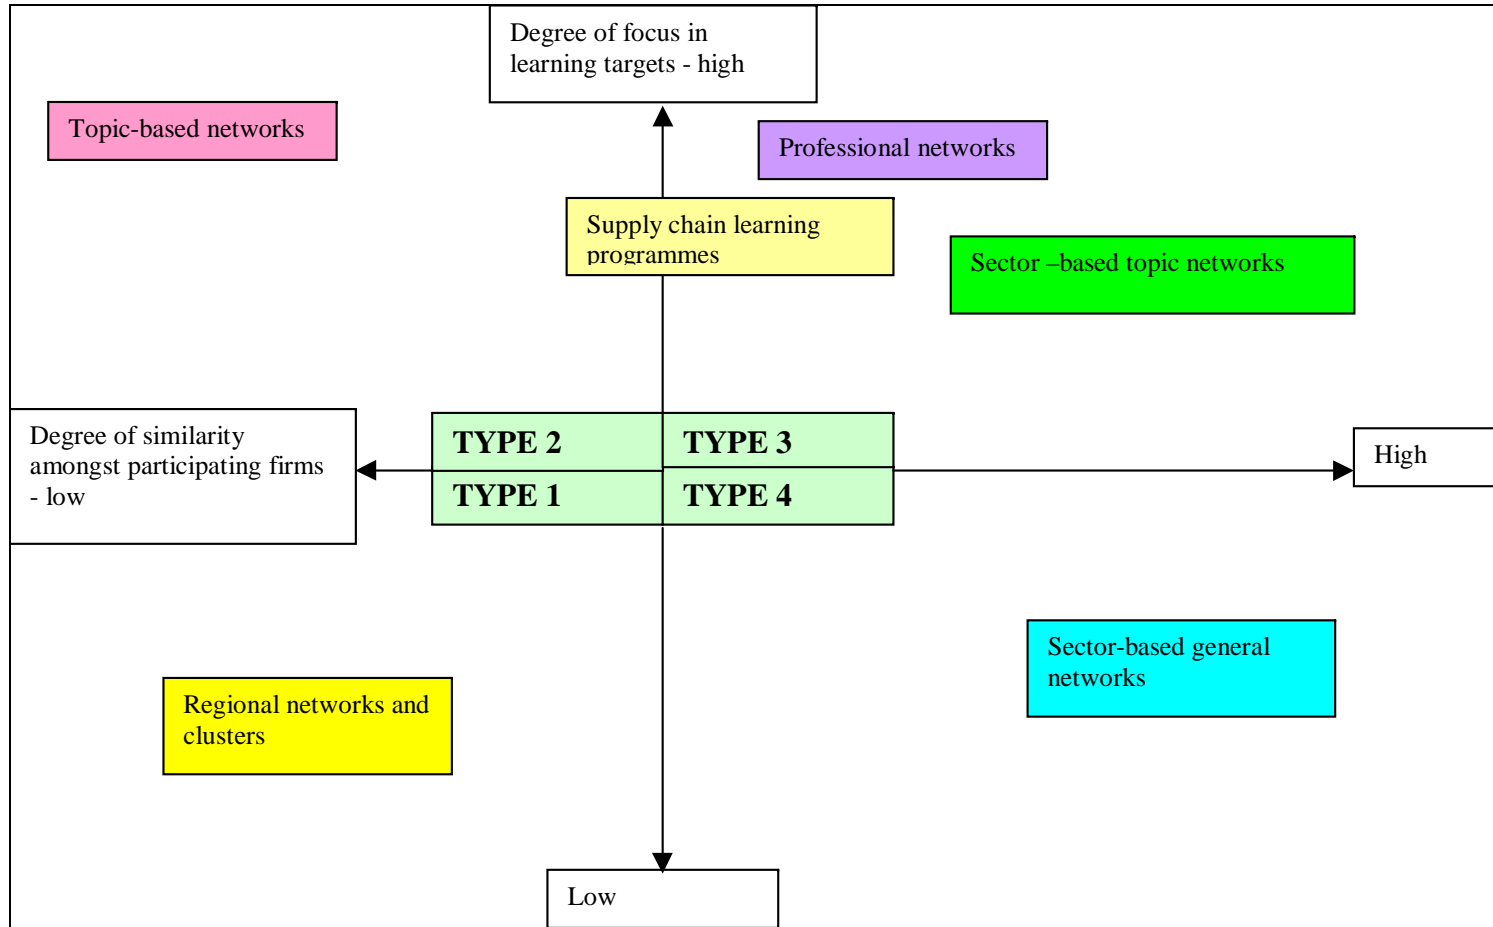 Degree of focus in
learning targets - high
Topic-based networks
Professional networks
Supply chain learning
programmes
Sector –based topic networks
Degree of similarity
amongst participating firms
- low
TYPE 2
TYPE 3
High
TYPE 1
TYPE 4
Sector-based general
networks
Regional networks and
clusters
Low